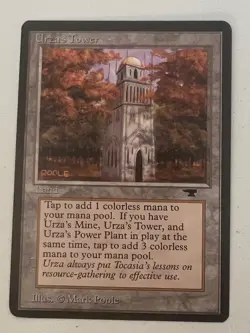 Urza's Tower
POOLE
Land
Tap to add 1 colorless mana to
your mana pool. If you have
Urza's Mine, Urza's Tower, and
Urza's Power Plant in play at the
same time, tap to add 3 colorless
mana to your mana pool.
Urza always put Tocasia's lessons on
resource-gathering to effective use.
Illus. © Mark Poole